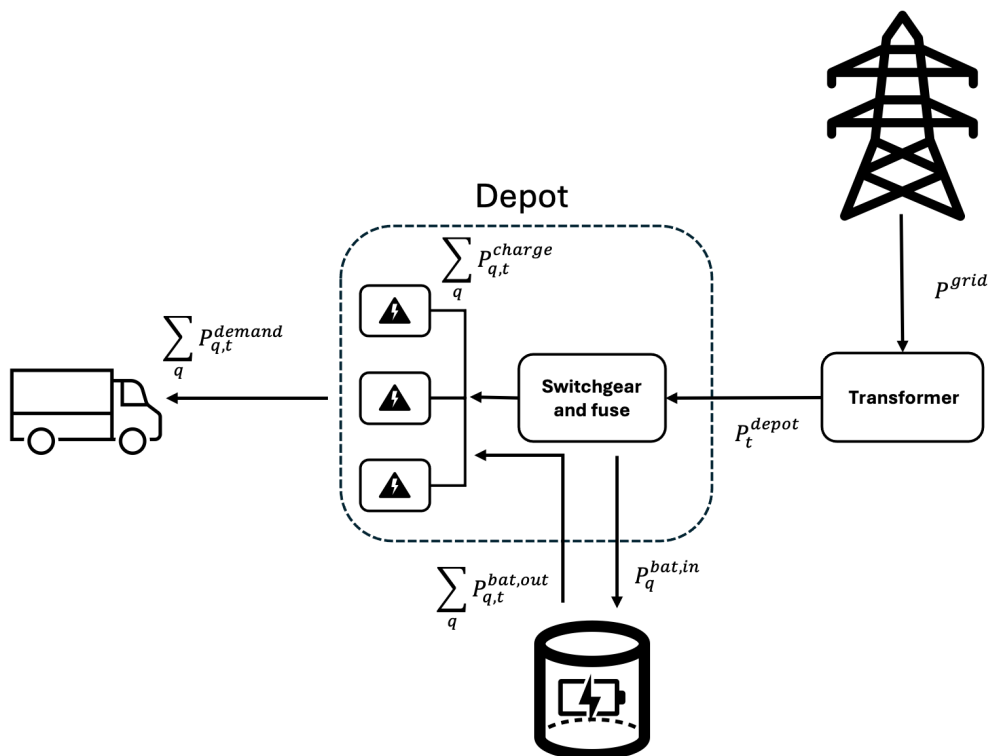 Depot
∑_q P_{q,t}^{charge}
P^{grid}
∑_q P_{q,t}^{demand}
Switchgear
and fuse
Transformer
P_t^{depot}
∑_q P_{q,t}^{bat,out}
P_q^{bat,in}